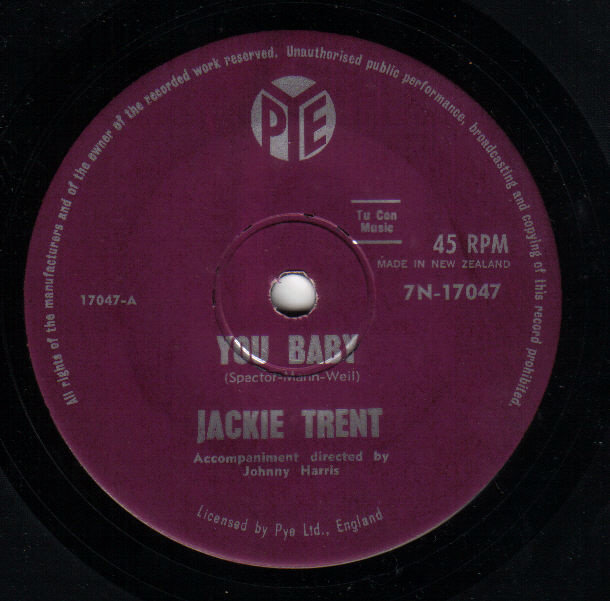 All rights of the manufacturers and of the owner of the recorded work reserved. Unauthorised public performance, broadcasting and copying of this record prohibited.
PYE
Tu Con
Music
45 RPM
MADE IN NEW ZEALAND
17047-A
7N-17047
YOU BABY
(Spector-Mann-Weil)
JACKIE TRENT
Accompaniment directed by
Johnny Harris
Licensed by Pye Ltd., England